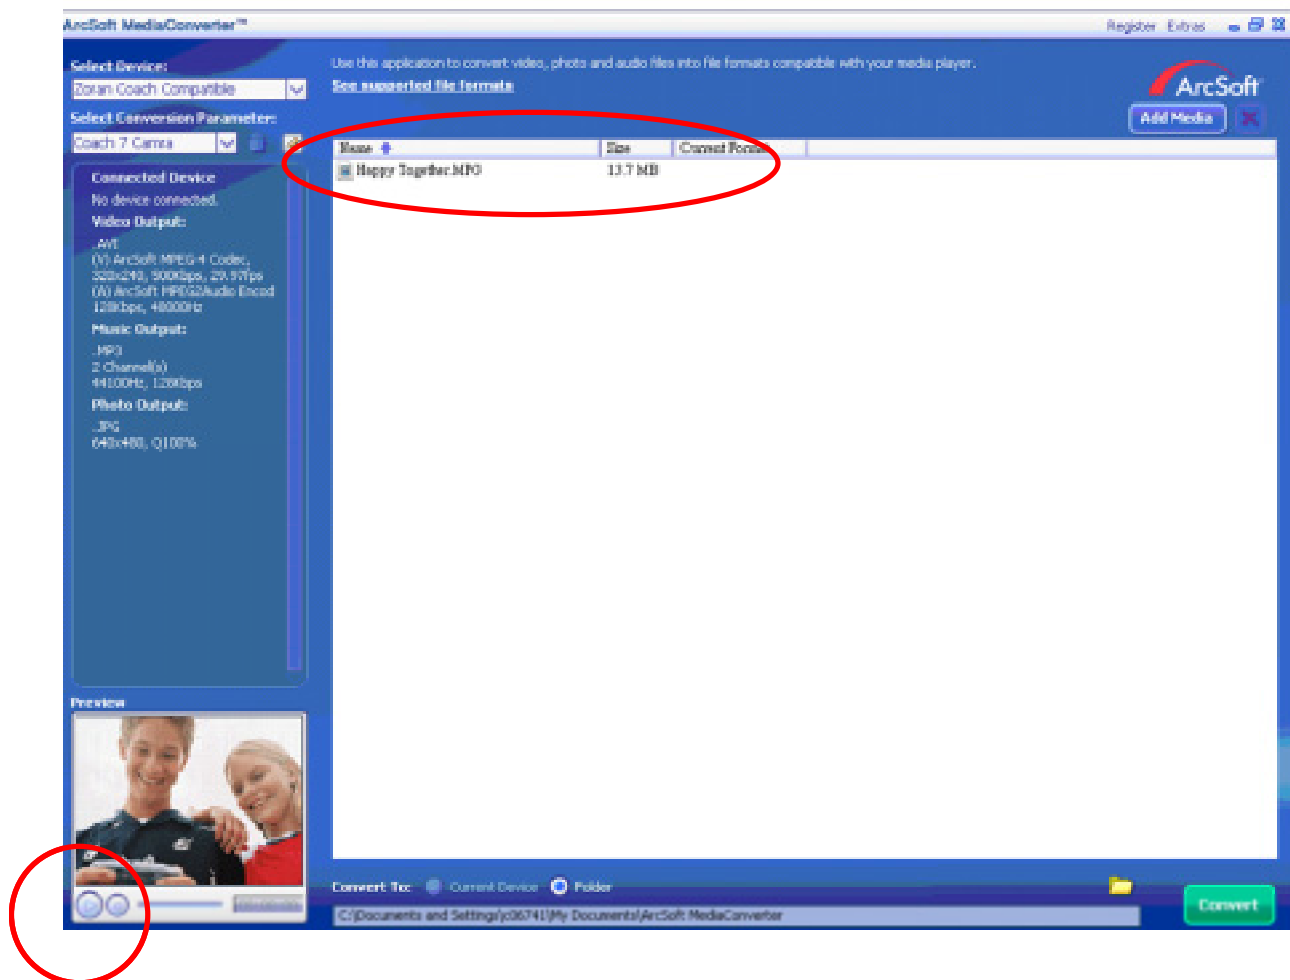 ArcSoft MediaConverter™
Register Extras
Select Device:
Zoran Coach Compatible
Select Conversion Parameter:
Coach 7 Camra
Connected Device
No device connected.
Video Output:
.AVI
(V) ArcSoft MPEG-4 Codec,
320x240, 500Kbps, 29.97fps
(A) ArcSoft MPEG2Audio Encod
128Kbps, 48000Hz
Music Output:
.MP3
2 Channel(s)
44100Hz, 128Kbps
Photo Output:
.JPG
640x480, Q100%
Preview
Use this application to convert video, photo and audio files into file formats compatible with your media player.
See supported file formats
ArcSoft
Add Media
Name Size Current Format
Happy Together.MPG 13.7 MB
Convert To: Current Device Folder
C:\Documents and Settings\jc06741\My Documents\ArcSoft MediaConverter
Convert